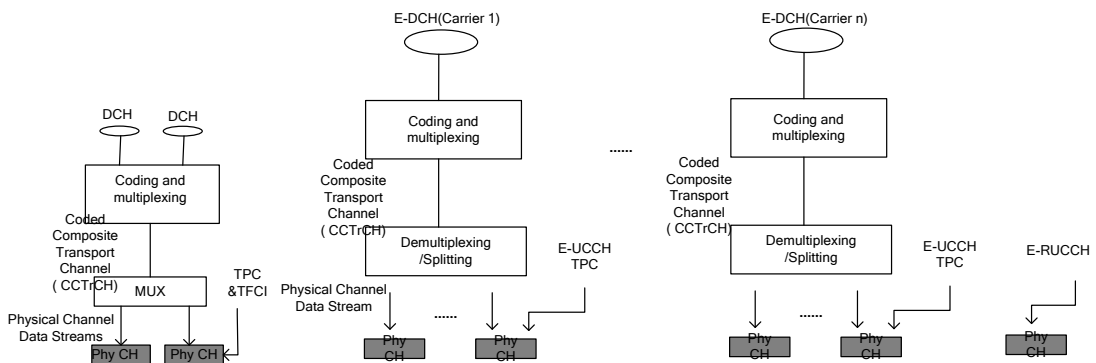 E-DCH(Carrier 1)
E-DCH(Carrier n)
DCH
DCH
Coding and
multiplexing
Coded
Composite
Transport
Channel
( CCTrCH)
MUX
TPC
&TFCI
Physical Channel
Data Streams
Phy CH
Phy CH
Coding and
multiplexing
Coded
Composite
Transport
Channel
( CCTrCH)
Demultiplexing
/Splitting
E-UCCH
TPC
Physical Channel
Data Stream
......
Phy
CH
Phy
CH
......
Coding and
multiplexing
Coded
Composite
Transport
Channel
( CCTrCH)
Demultiplexing
/Splitting
E-UCCH
TPC
......
Phy
CH
Phy
CH
E-RUCCH
Phy
CH